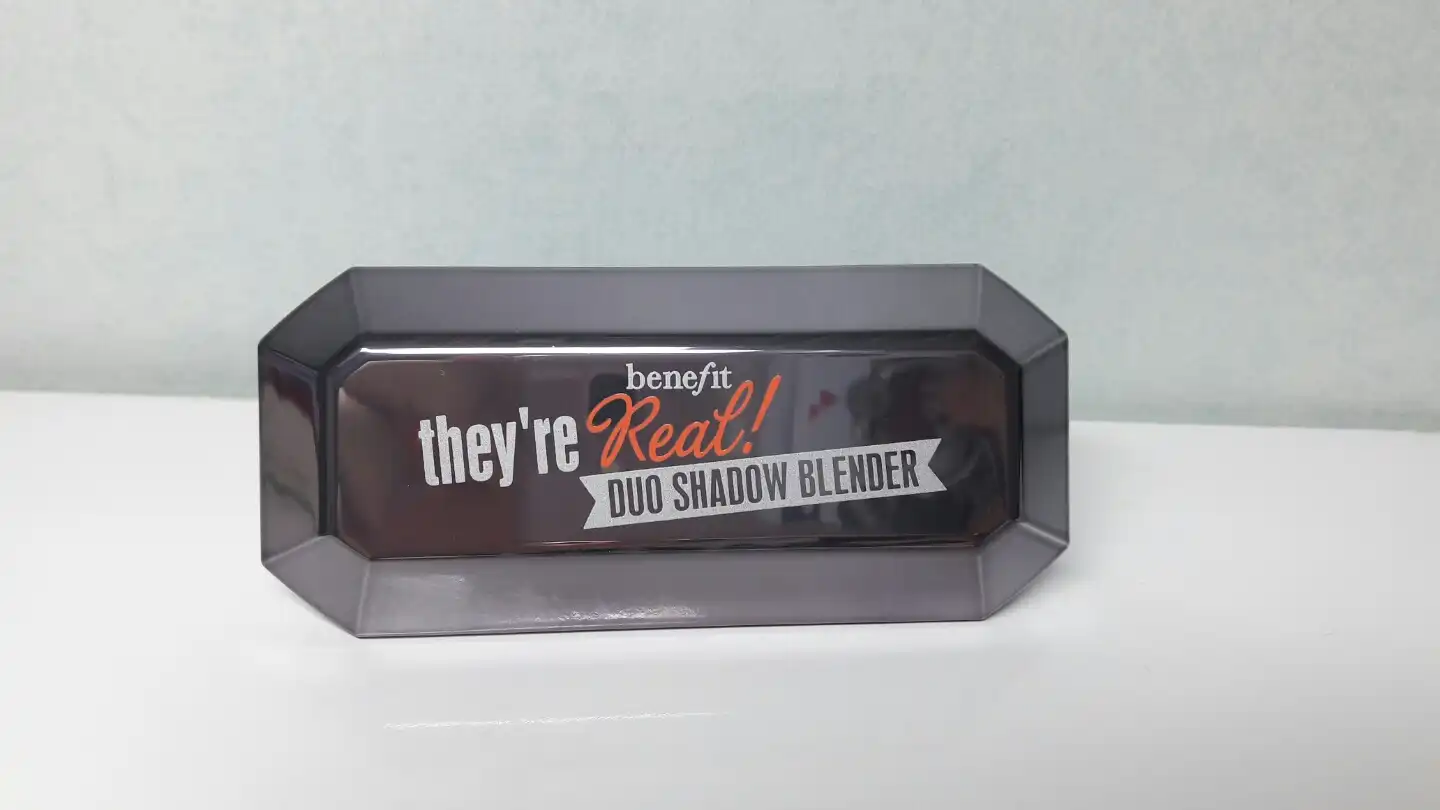 benefit
they're Real!
DUO SHADOW BLENDER